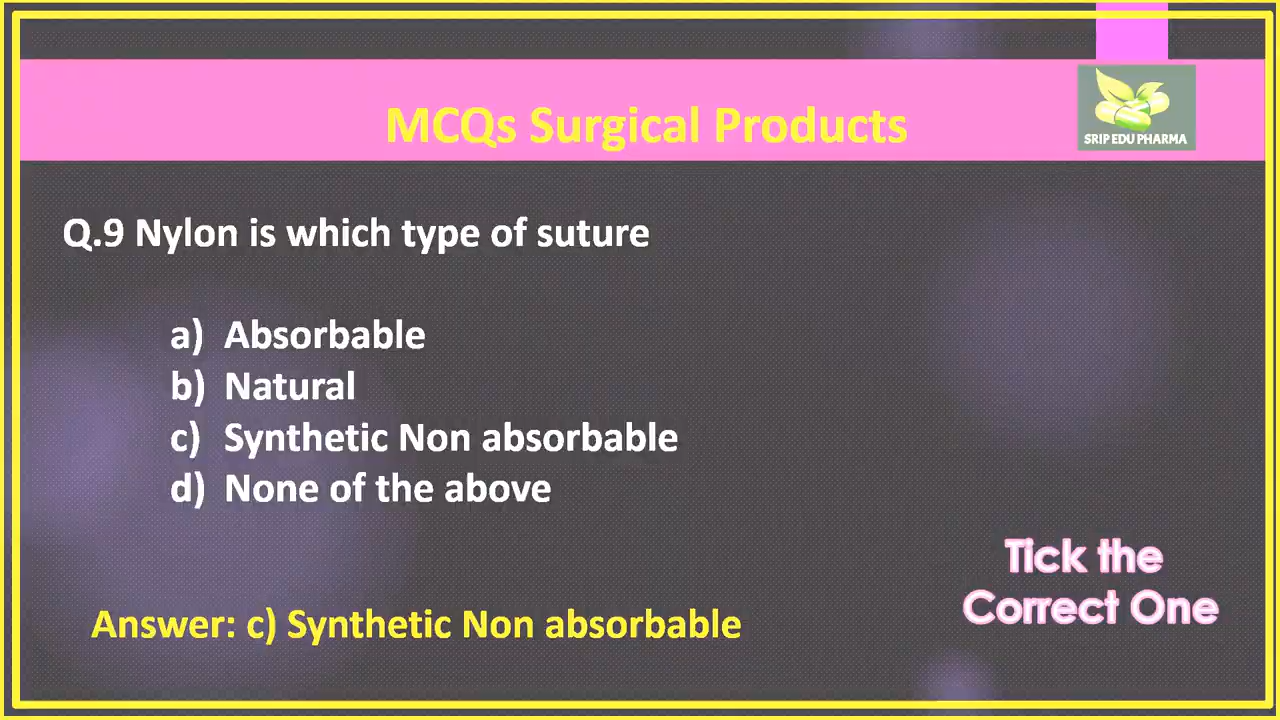 MCQs Surgical Products
SRIP EDU PHARMA
Q.9 Nylon is which type of suture
a) Absorbable
b) Natural
c) Synthetic Non absorbable
d) None of the above
Tick the
Correct One
Answer: c) Synthetic Non absorbable